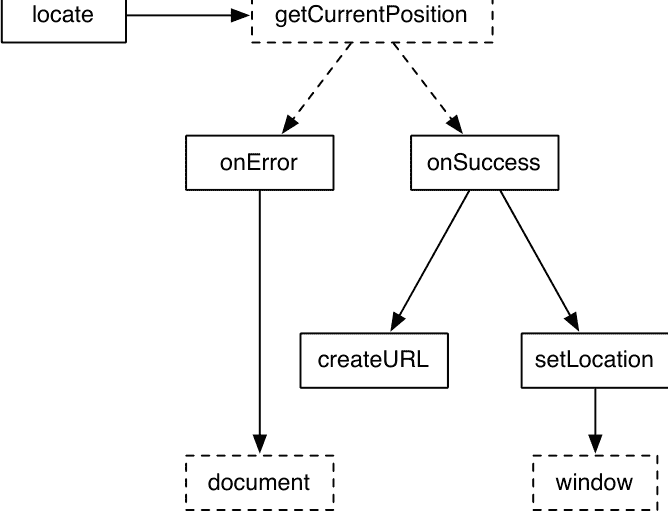 locate
getCurrentPosition
onError
onSuccess
createURL
setLocation
document
window